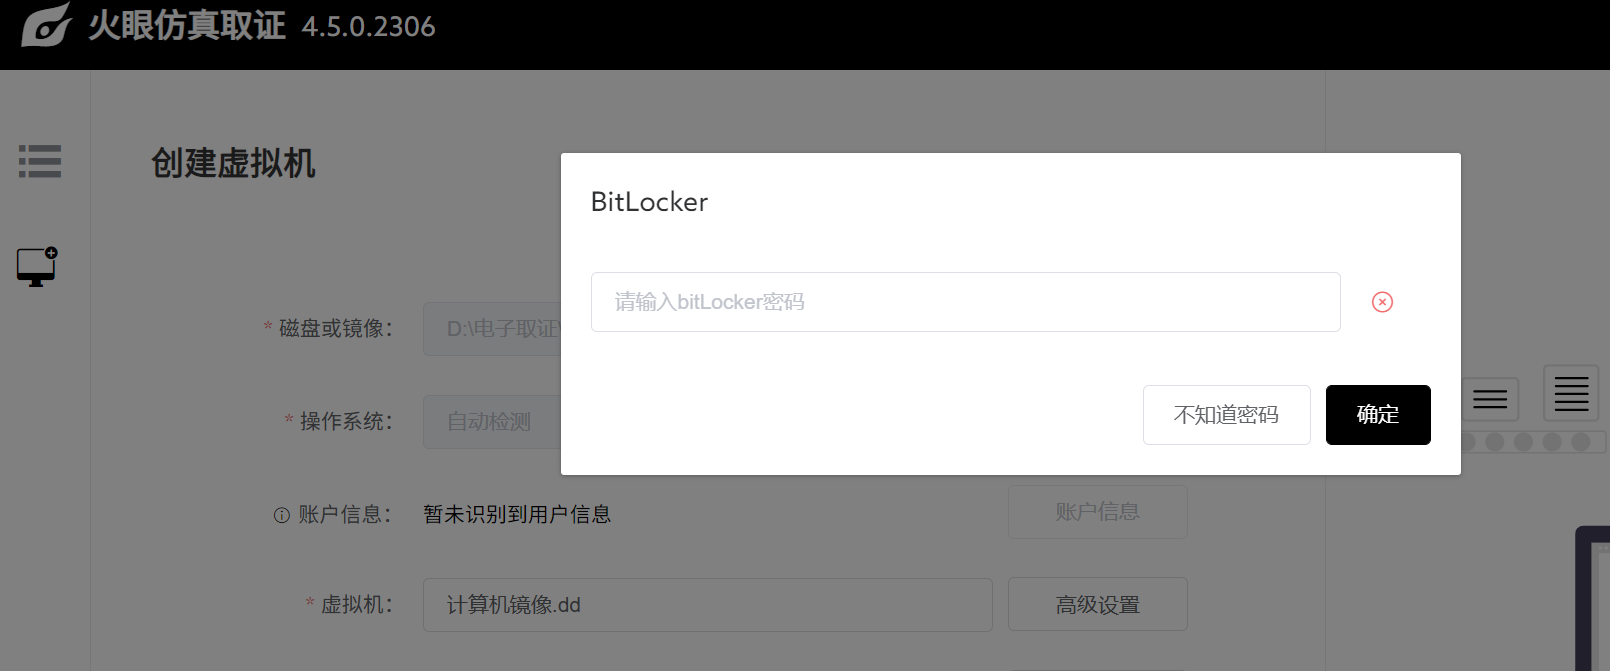 火眼仿真取证 4.5.0.2306
创建虚拟机
BitLocker
请输入bitLocker密码
不知道密码 确定
* 磁盘或镜像： D:\电子取证\
* 操作系统： 自动检测
账户信息： 暂未识别到用户信息 账户信息
* 虚拟机： 计算机镜像.dd 高级设置